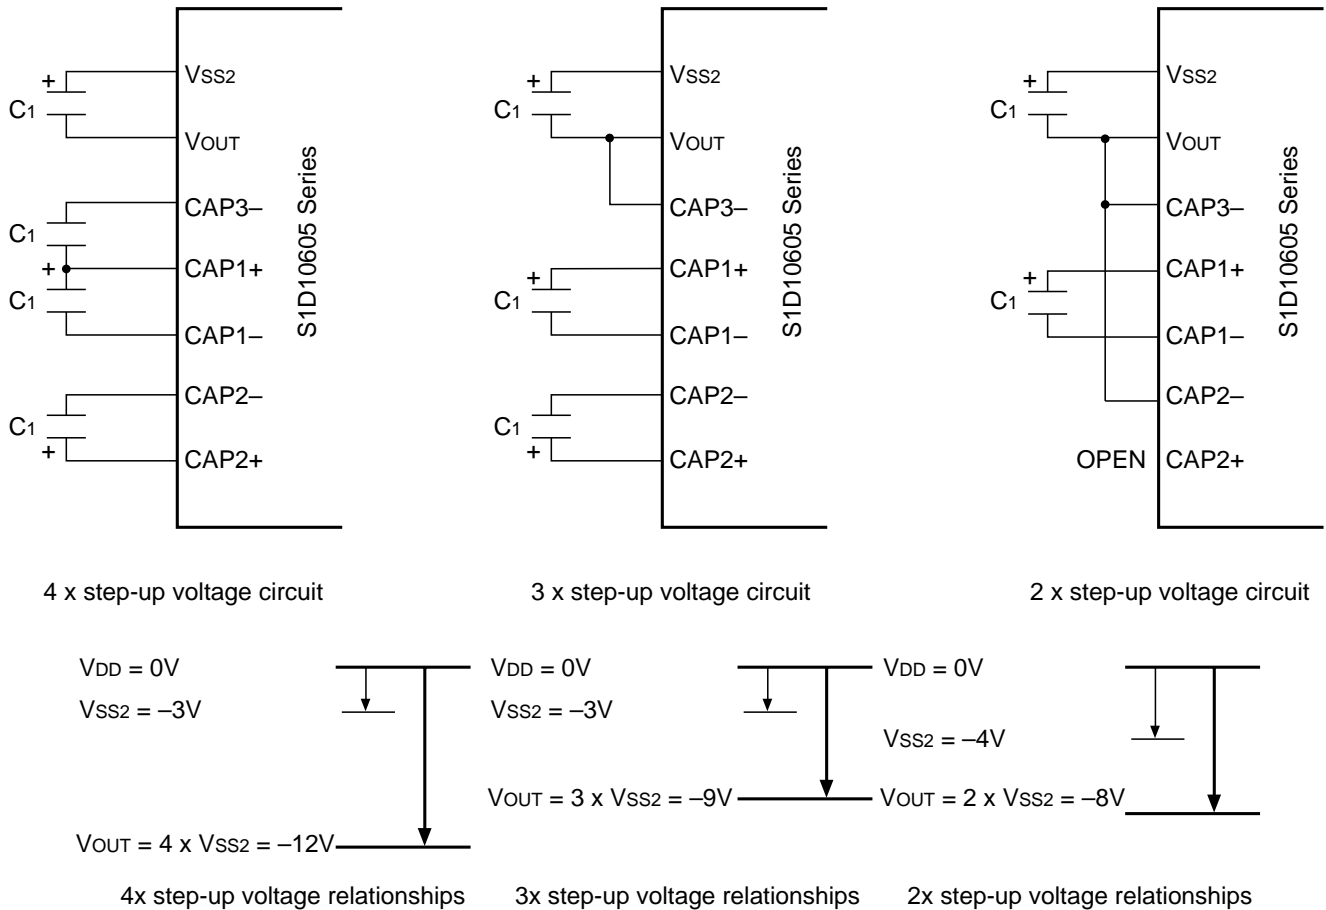 +
C1
VSS2
VOUT
CAP3–
C1
+
CAP1+
C1
CAP1–
CAP2–
C1
+
CAP2+
S1D10605 Series
+
C1
VSS2
VOUT
CAP3–
+
C1
CAP1+
CAP1–
CAP2–
C1
+
CAP2+
S1D10605 Series
+
C1
VSS2
VOUT
CAP3–
+
C1
CAP1+
CAP1–
CAP2–
OPEN
CAP2+
S1D10605 Series
4 x step-up voltage circuit
3 x step-up voltage circuit
2 x step-up voltage circuit
VDD = 0V
VSS2 = –3V
VOUT = 4 x VSS2 = –12V
4x step-up voltage relationships
VDD = 0V
VSS2 = –3V
VOUT = 3 x VSS2 = –9V
3x step-up voltage relationships
VDD = 0V
VSS2 = –4V
VOUT = 2 x VSS2 = –8V
2x step-up voltage relationships